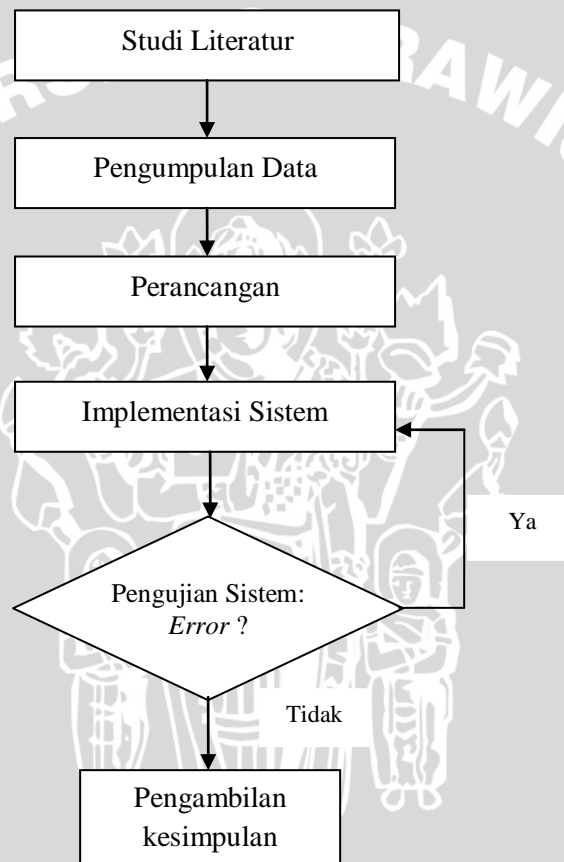 Studi Literatur
Pengumpulan Data
Perancangan
Implementasi Sistem
Ya
Pengujian Sistem:
Error ?
Tidak
Pengambilan
kesimpulan